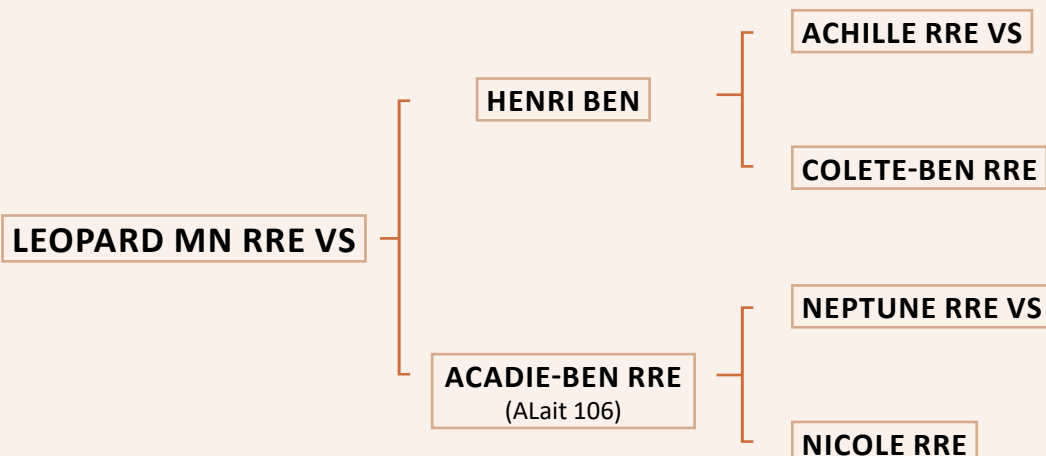 ACHILLE RRE VS
HENRI BEN
COLETE-BEN RRE
LEOPARD MN RRE VS
NEPTUNE RRE VS
ACADIE-BEN RRE
(ALait 106)
NICOLE RRE